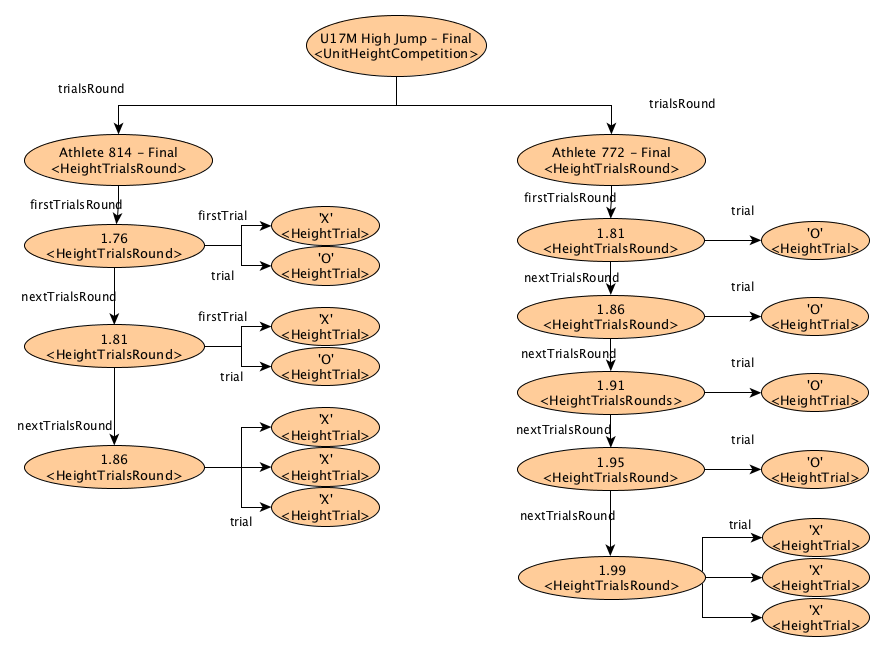 U17M High Jump – Final
<UnitHeightCompetition>
trialsRound
trialsRound
Athlete 814 – Final
<HeightTrialsRound>
firstTrialsRound
1.76
<HeightTrialsRound>
firstTrial
'X'
<HeightTrial>
trial
'O'
<HeightTrial>
nextTrialsRound
1.81
<HeightTrialsRound>
firstTrial
'X'
<HeightTrial>
trial
'O'
<HeightTrial>
nextTrialsRound
1.86
<HeightTrialsRound>
'X'
<HeightTrial>
'X'
<HeightTrial>
trial
'X'
<HeightTrial>
Athlete 772 – Final
<HeightTrialsRound>
firstTrialsRound
1.81
<HeightTrialsRound>
trial
'O'
<HeightTrial>
nextTrialsRound
1.86
<HeightTrialsRound>
trial
'O'
<HeightTrial>
nextTrialsRound
1.91
<HeightTrialsRounds>
trial
'O'
<HeightTrial>
nextTrialsRound
1.95
<HeightTrialsRound>
trial
'O'
<HeightTrial>
nextTrialsRound
1.99
<HeightTrialsRound>
trial
'X'
<HeightTrial>
'X'
<HeightTrial>
'X'
<HeightTrial>